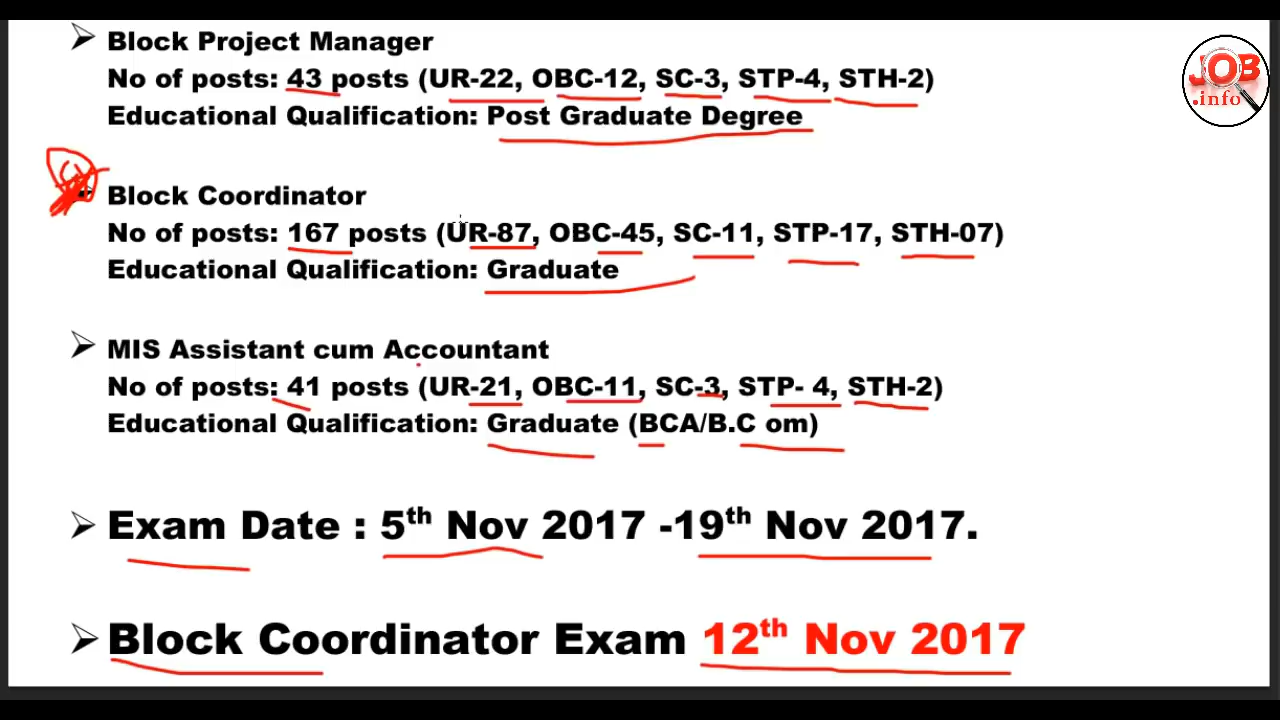 Block Project Manager
No of posts: 43 posts (UR-22, OBC-12, SC-3, STP-4, STH-2)
Educational Qualification: Post Graduate Degree
Block Coordinator
No of posts: 167 posts (UR-87, OBC-45, SC-11, STP-17, STH-07)
Educational Qualification: Graduate
MIS Assistant cum Accountant
No of posts: 41 posts (UR-21, OBC-11, SC-3, STP- 4, STH-2)
Educational Qualification: Graduate (BCA/B.C om)
Exam Date : 5th Nov 2017 -19th Nov 2017.
Block Coordinator Exam 12th Nov 2017
JOB
.info